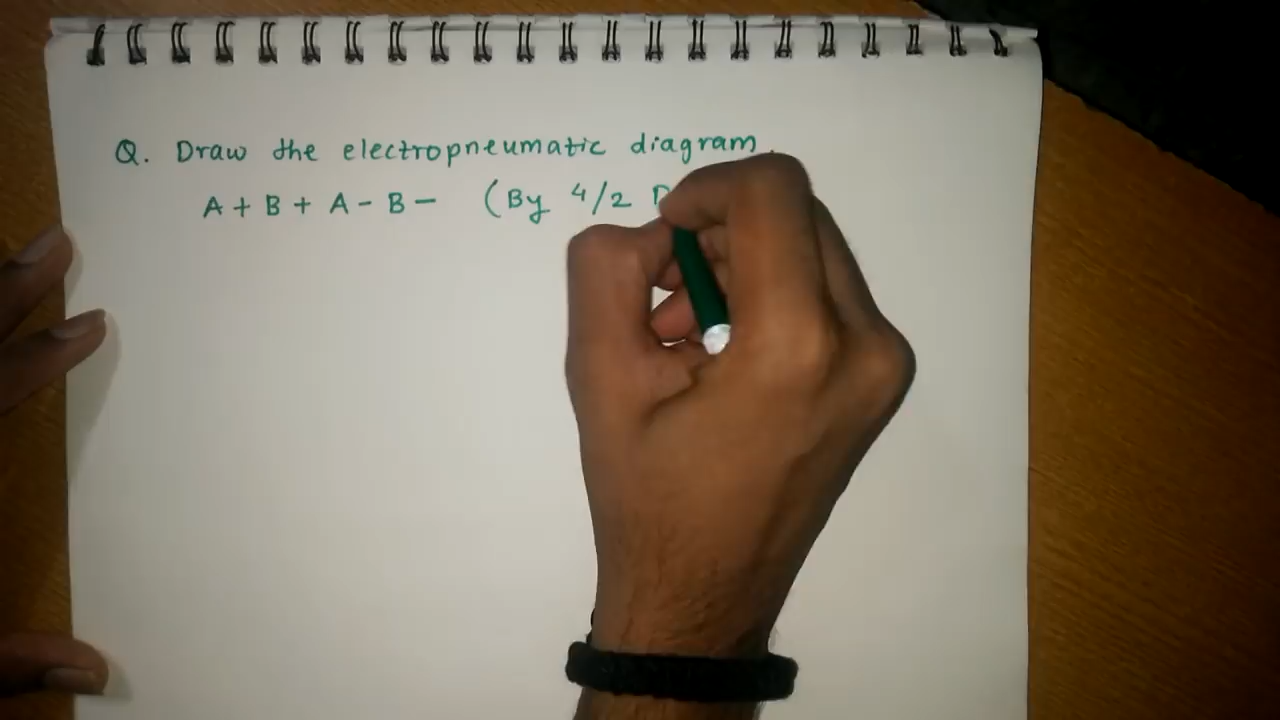 Q. Draw the electropneumatic diagram.
A + B + A - B - (By 4/2 D